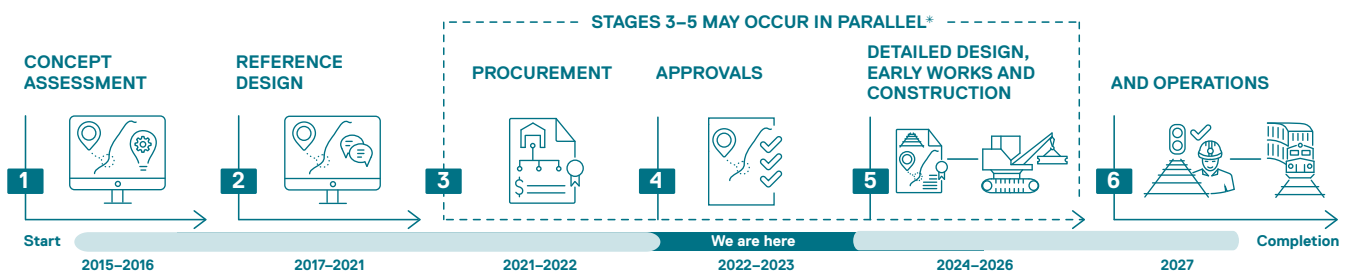 STAGES 3–5 MAY OCCUR IN PARALLEL*
CONCEPT
ASSESSMENT
REFERENCE
DESIGN
PROCUREMENT
APPROVALS
DETAILED DESIGN,
EARLY WORKS AND
CONSTRUCTION
AND OPERATIONS
1
2
3
$
4
5
6
Start
We are here
Completion
2015–2016
2017–2021
2021–2022
2022–2023
2024–2026
2027